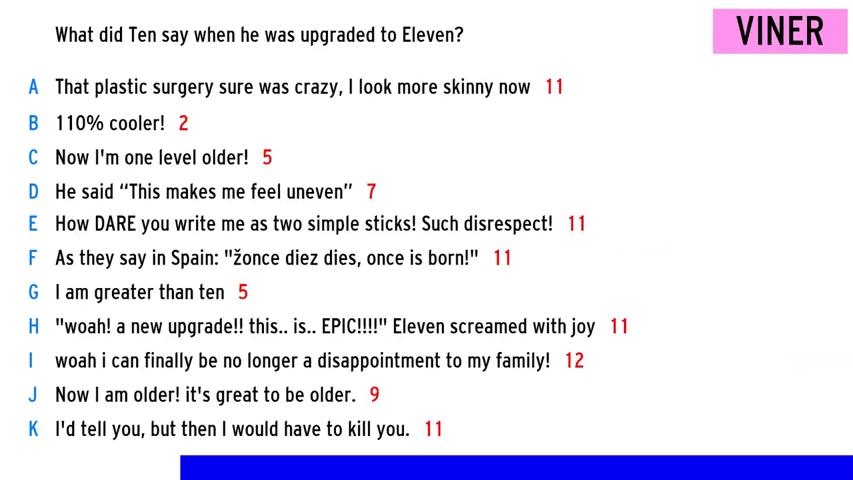 What did Ten say when he was upgraded to Eleven?
VINER
A That plastic surgery sure was crazy, I look more skinny now 11
B 110% cooler! 2
C Now I'm one level older! 5
D He said “This makes me feel uneven” 7
E How DARE you write me as two simple sticks! Such disrespect! 11
F As they say in Spain: "žonce diez dies, once is born!" 11
G I am greater than ten 5
H "woah! a new upgrade!! this.. is.. EPIC!!!!" Eleven screamed with joy 11
I woah i can finally be no longer a disappointment to my family! 12
J Now I am older! it's great to be older. 9
K I'd tell you, but then I would have to kill you. 11